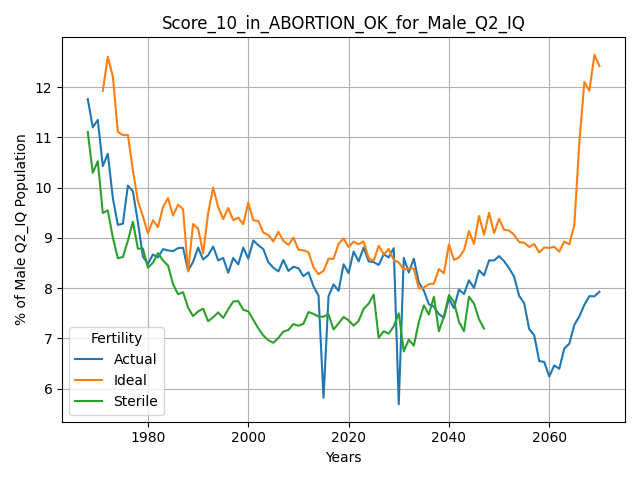 Score_10_in_ABORTION_OK_for_Male_Q2_IQ
% of Male Q2_IQ Population
12
11
10
9
8
7
6
Fertility
Actual
Ideal
Sterile
1980 2000 2020 2040 2060
Years